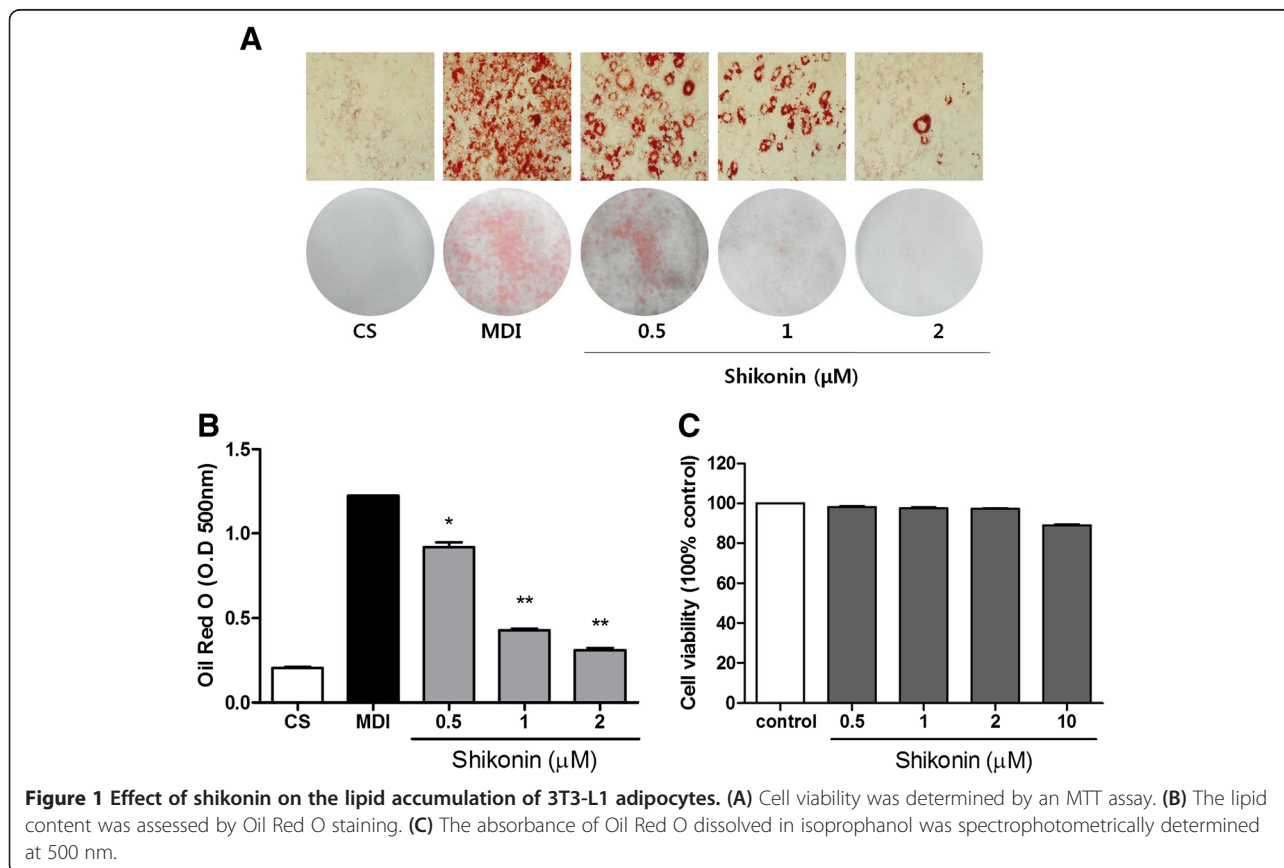 A
CS MDI 0.5 1 2
Shikonin (μM)
B
Oil Red O (O.D 500nm)
1.5
1.0
0.5
0.0
CS MDI 0.5 1 2
* ** **
Shikonin (μM)
C
Cell viability (100% control)
120
100
80
60
40
20
0
control 0.5 1 2 10
Shikonin (μM)
Figure 1 Effect of shikonin on the lipid accumulation of 3T3-L1 adipocytes. (A) Cell viability was determined by an MTT assay. (B) The lipid
content was assessed by Oil Red O staining. (C) The absorbance of Oil Red O dissolved in isoprophanol was spectrophotometrically determined
at 500 nm.